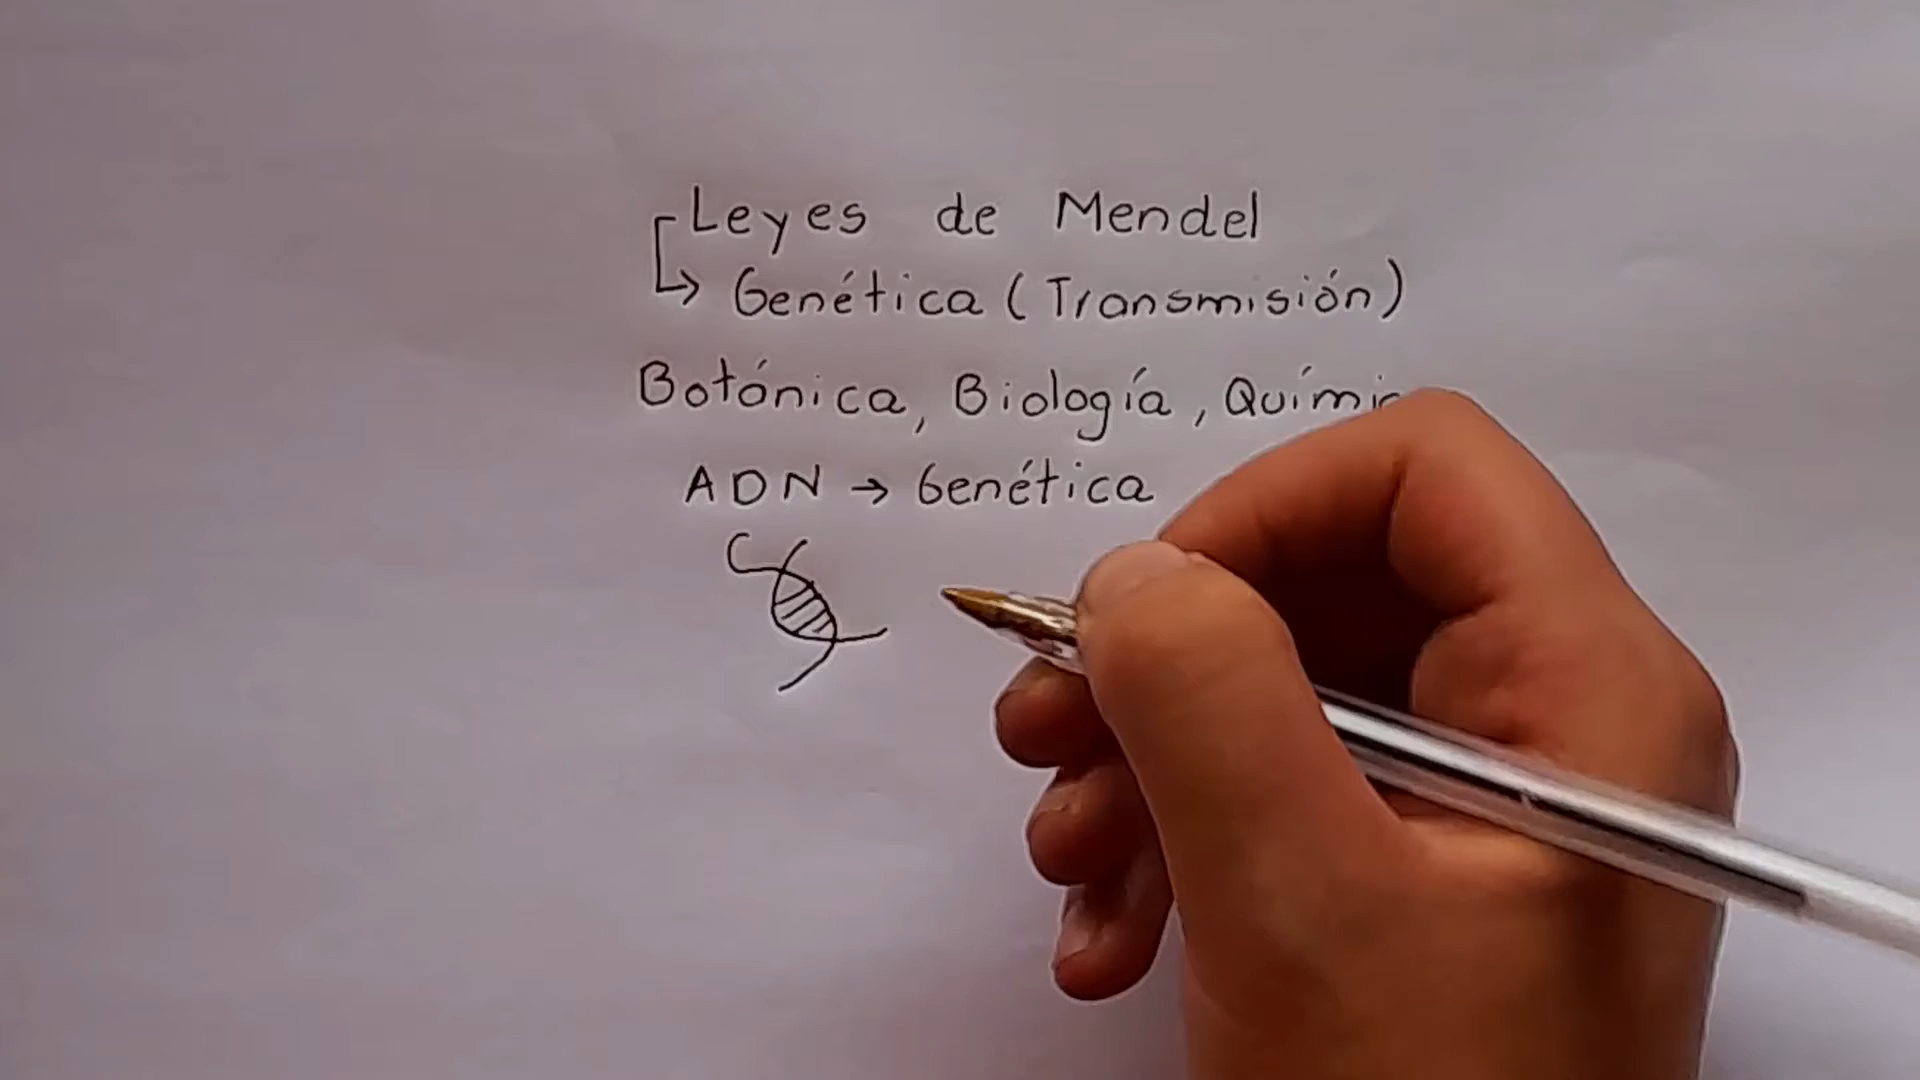 Leyes de Mendel
→ Genética (Transmisión)
Botánica, Biología,
ADN → Genética